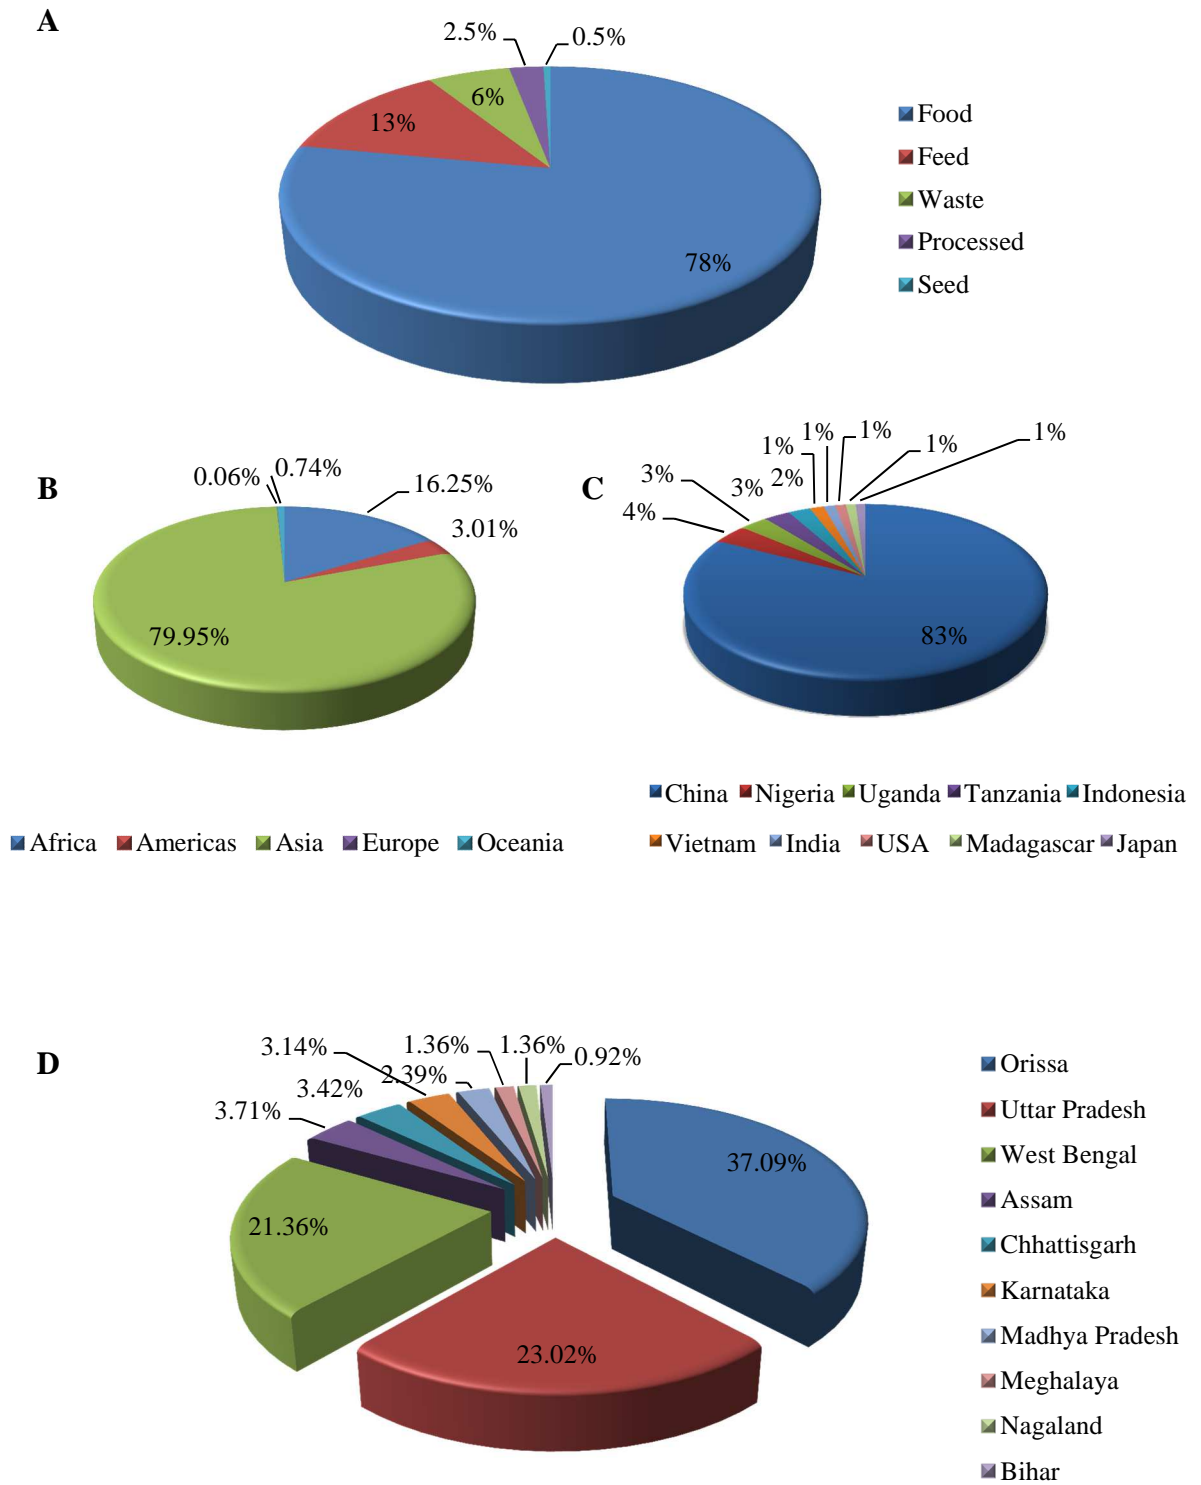 A
2.5%
0.5%
6%
13%
78%
Food
Feed
Waste
Processed
Seed
B
0.06%
0.74%
16.25%
3.01%
79.95%
Africa Americas Asia Europe Oceania
C
4%
3%
3%
2%
1%
1%
1%
1%
1%
83%
China Nigeria Uganda Tanzania Indonesia
Vietnam India USA Madagascar Japan
D
3.71%
3.42%
3.14%
2.39%
1.36%
1.36%
0.92%
37.09%
21.36%
23.02%
Orissa
Uttar Pradesh
West Bengal
Assam
Chhattisgarh
Karnataka
Madhya Pradesh
Meghalaya
Nagaland
Bihar